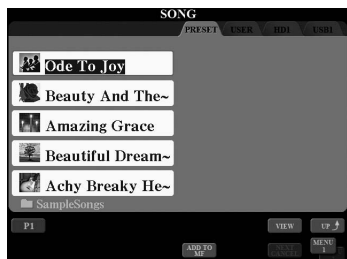 SONG
PRESET USER HD1 USB1
Ode To Joy
Beauty And The~
Amazing Grace
Beautiful Dream~
Achy Breaky He~
SampleSongs
P1 VIEW UP
ADD TO MF NEXT CANCEL MENU 1